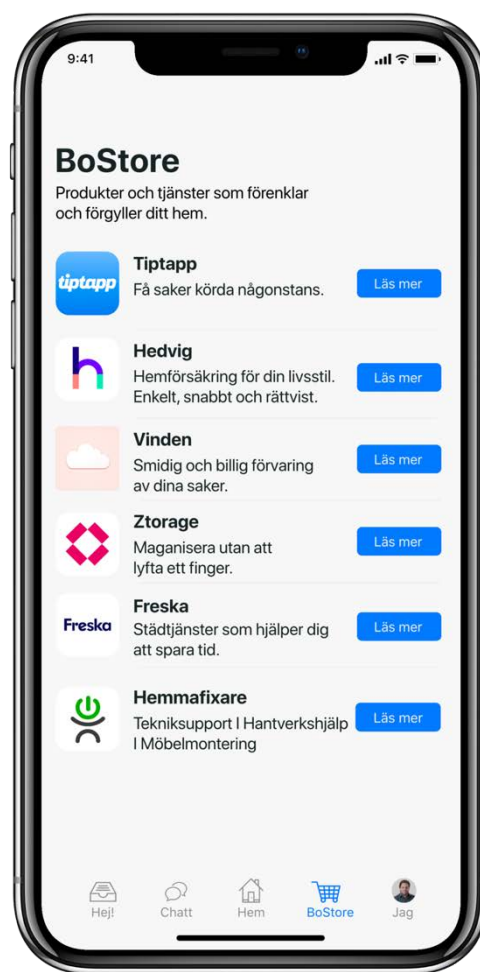 9:41
BoStore
Produkter och tjänster som förenklar
och förgyller ditt hem.
tiptapp
Tiptapp
Få saker körda någonstans.
Läs mer
h
Hedvig
Hemförsäkring för din livsstil.
Enkelt, snabbt och rättvist.
Läs mer
Vinden
Smidig och billig förvaring
av dina saker.
Läs mer
Ztorage
Maganisera utan att
lyfta ett finger.
Läs mer
Freska
Freska
Städtjänster som hjälper dig
att spara tid.
Läs mer
Hemmafixare
Tekniksupport I Hantverkshjälp
I Möbelmontering
Läs mer
Hej!
Chatt
Hem
BoStore
Jag